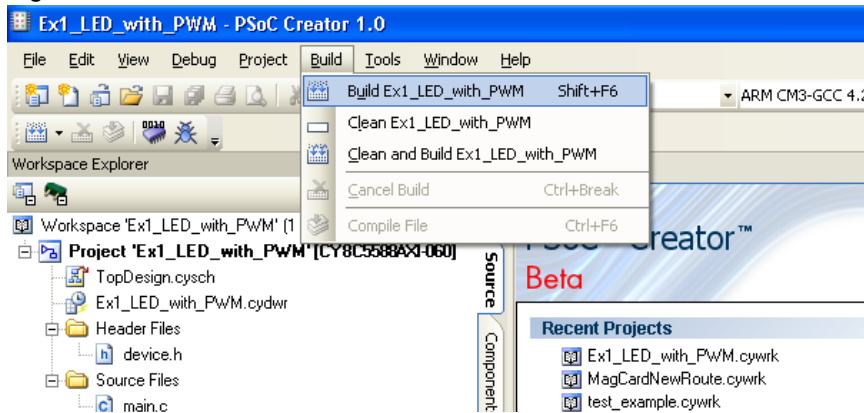 Ex1_LED_with_PWM - PSoC Creator 1.0
File Edit View Debug Project Build Tools Window Help
Build Ex1_LED_with_PWM Shift+F6
ARM CM3-GCC 4.2
Clean Ex1_LED_with_PWM
Clean and Build Ex1_LED_with_PWM
Workspace Explorer
Cancel Build Ctrl+Break
Compile File Ctrl+F6
Workspace 'Ex1_LED_with_PWM' (1
Project 'Ex1_LED_with_PWM' [CY8C5588AXI-060]
TopDesign.cysch
Ex1_LED_with_PWM.cydwr
Header Files
device.h
Source Files
main.c
Source
Component
PSoC Creator™
Beta
Recent Projects
Ex1_LED_with_PWM.cywrk
MagCardNewRoute.cywrk
test_example.cywrk